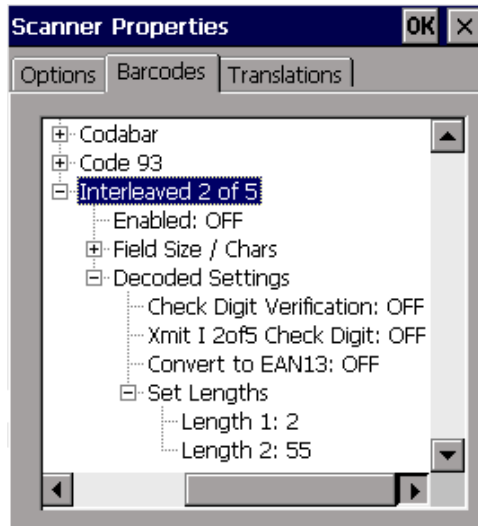 Scanner Properties OK ×
Options Barcodes Translations
Codabar
Code 93
Interleaved 2 of 5
Enabled: OFF
Field Size / Chars
Decoded Settings
Check Digit Verification: OFF
Xmit I 2of5 Check Digit: OFF
Convert to EAN13: OFF
Set Lengths
Length 1: 2
Length 2: 55